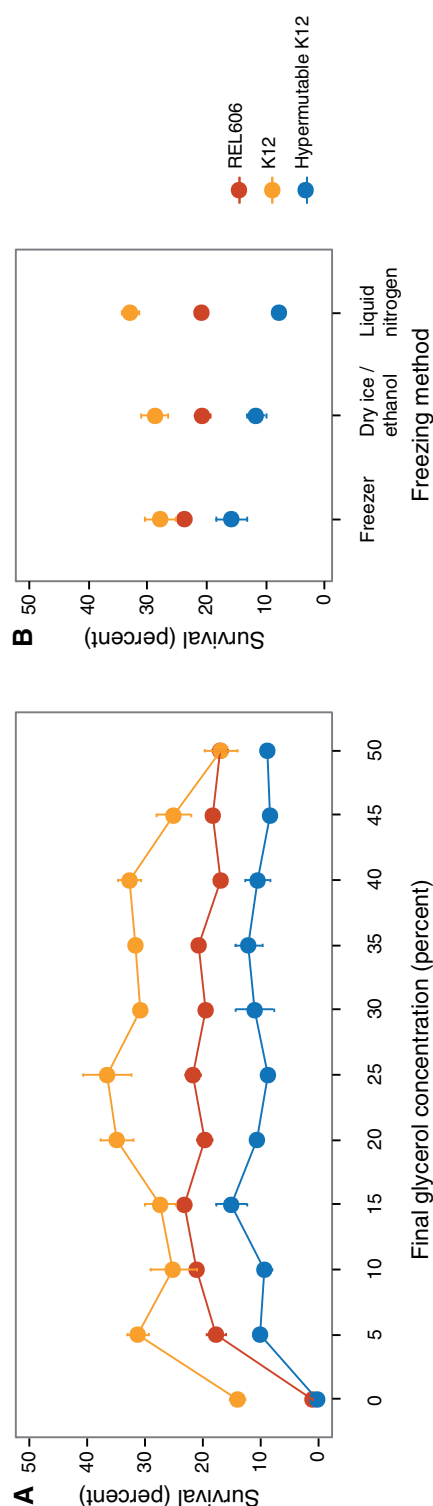 A
Survival (percent)
50
40
30
20
10
0
0 5 10 15 20 25 30 35 40 45 50
Final glycerol concentration (percent)
B
Survival (percent)
50
40
30
20
10
0
Freezer Dry ice / Liquid
ethanol nitrogen
Freezing method
REL606
K12
Hypermutable K12